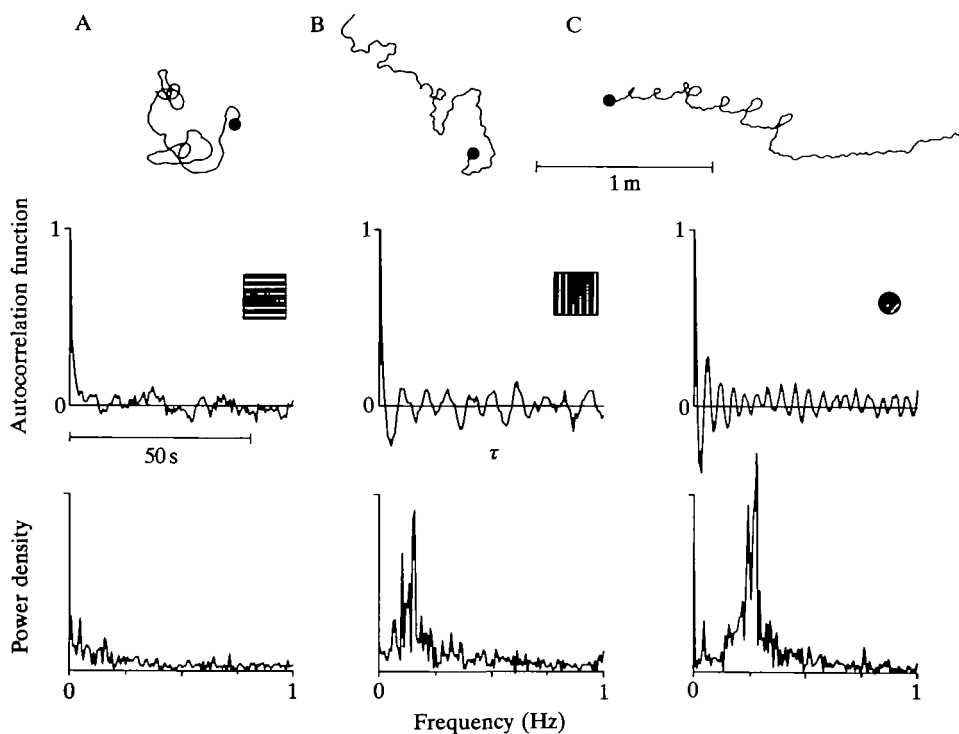 A
B
C
1 m
Autocorrelation function
1
0
50 s
1
0
τ
1
0
Power density
0
1
0
1
0
1
Frequency (Hz)